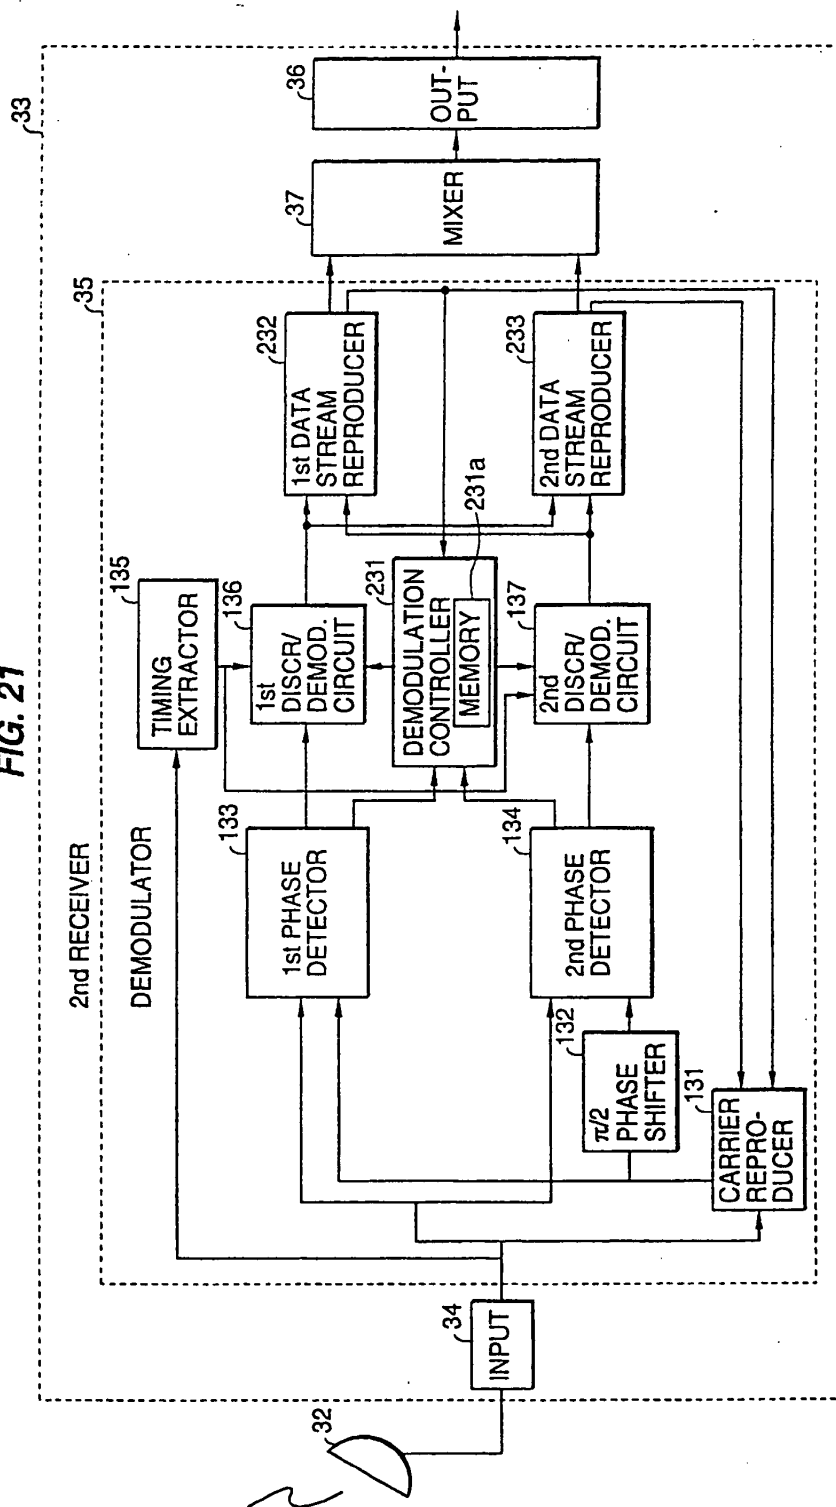 FIG. 21
33
2nd RECEIVER
35
DEMODULATOR
32
34
INPUT
135
TIMING
EXTRACTOR
133
1st PHASE
DETECTOR
136
1st
DISCR/
DEMOD.
CIRCUIT
232
1st DATA
STREAM
REPRODUCER
231
DEMODULATION
CONTROLLER
MEMORY
231a
134
2nd PHASE
DETECTOR
137
2nd
DISCR/
DEMOD.
CIRCUIT
233
2nd DATA
STREAM
REPRODUCER
132
π/2
PHASE
SHIFTER
131
CARRIER
REPRO-
DUCER
37
MIXER
36
OUT-
PUT